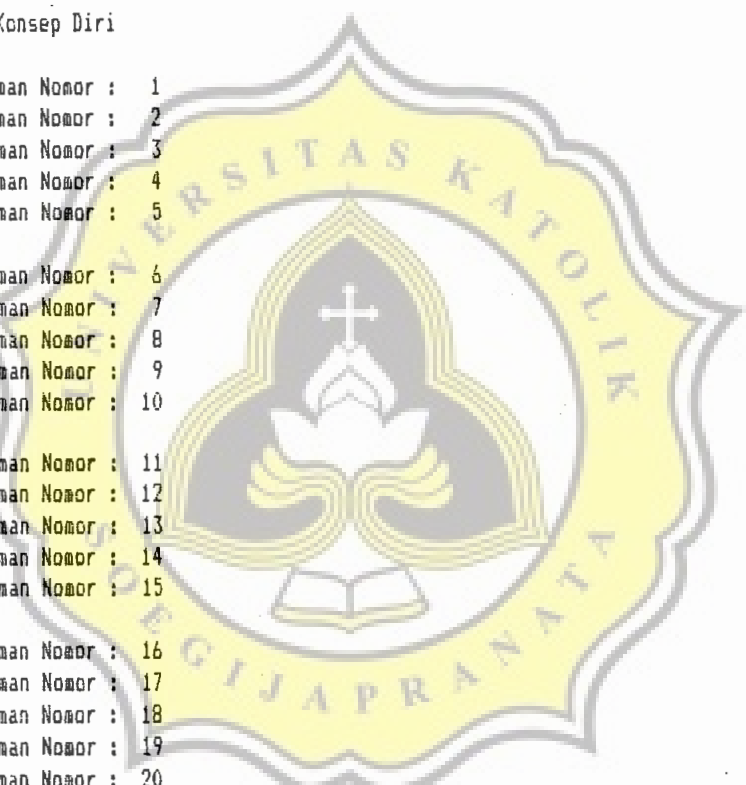 Konsep Diri
man Nomor : 1
man Nomor : 2
man Nomor : 3
man Nomor : 4
man Nomor : 5
man Nomor : 6
man Nomor : 7
man Nomor : 8
man Nomor : 9
man Nomor : 10
man Nomor : 11
man Nomor : 12
man Nomor : 13
man Nomor : 14
man Nomor : 15
man Nomor : 16
man Nomor : 17
man Nomor : 18
man Nomor : 19
man Nomor : 20
UNIVERSITAS KATOLIK
SOEGIJAPRANATA